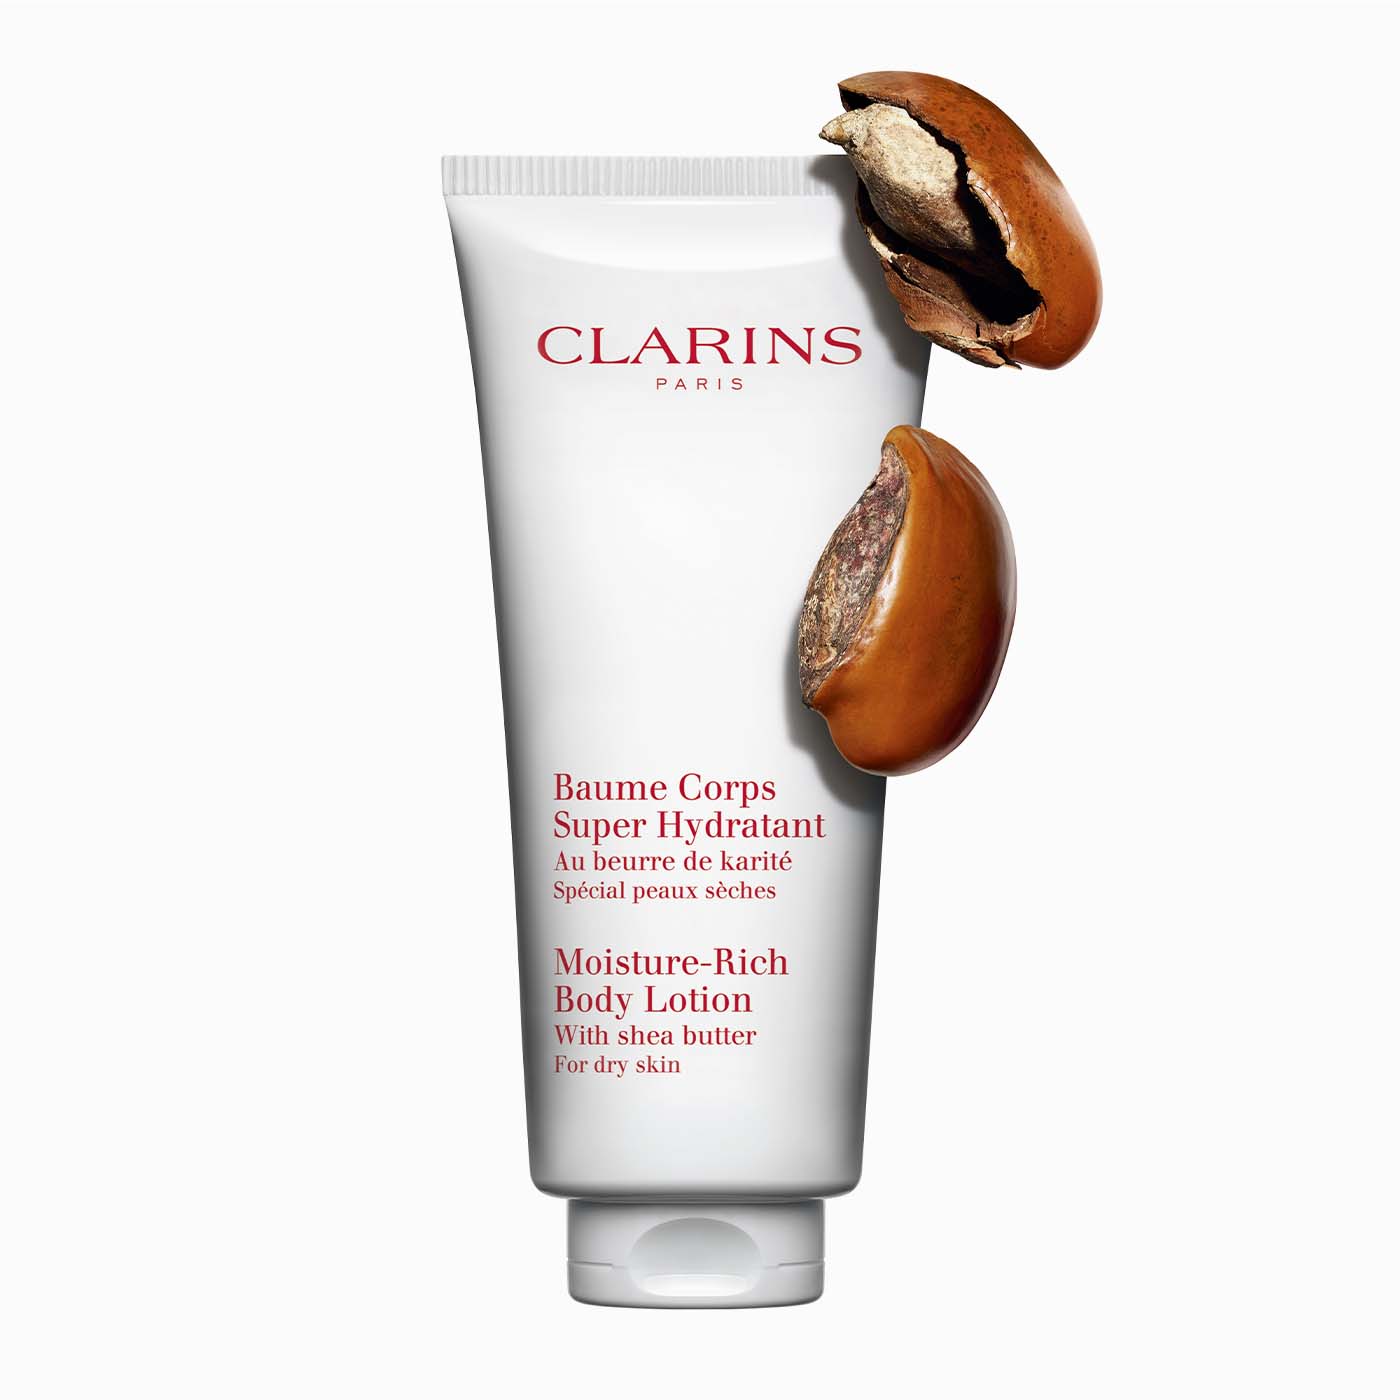 CLARINS
PARIS
Baume Corps
Super Hydratant
Au beurre de karité
Spécial peaux sèches
Moisture-Rich
Body Lotion
With shea butter
For dry skin